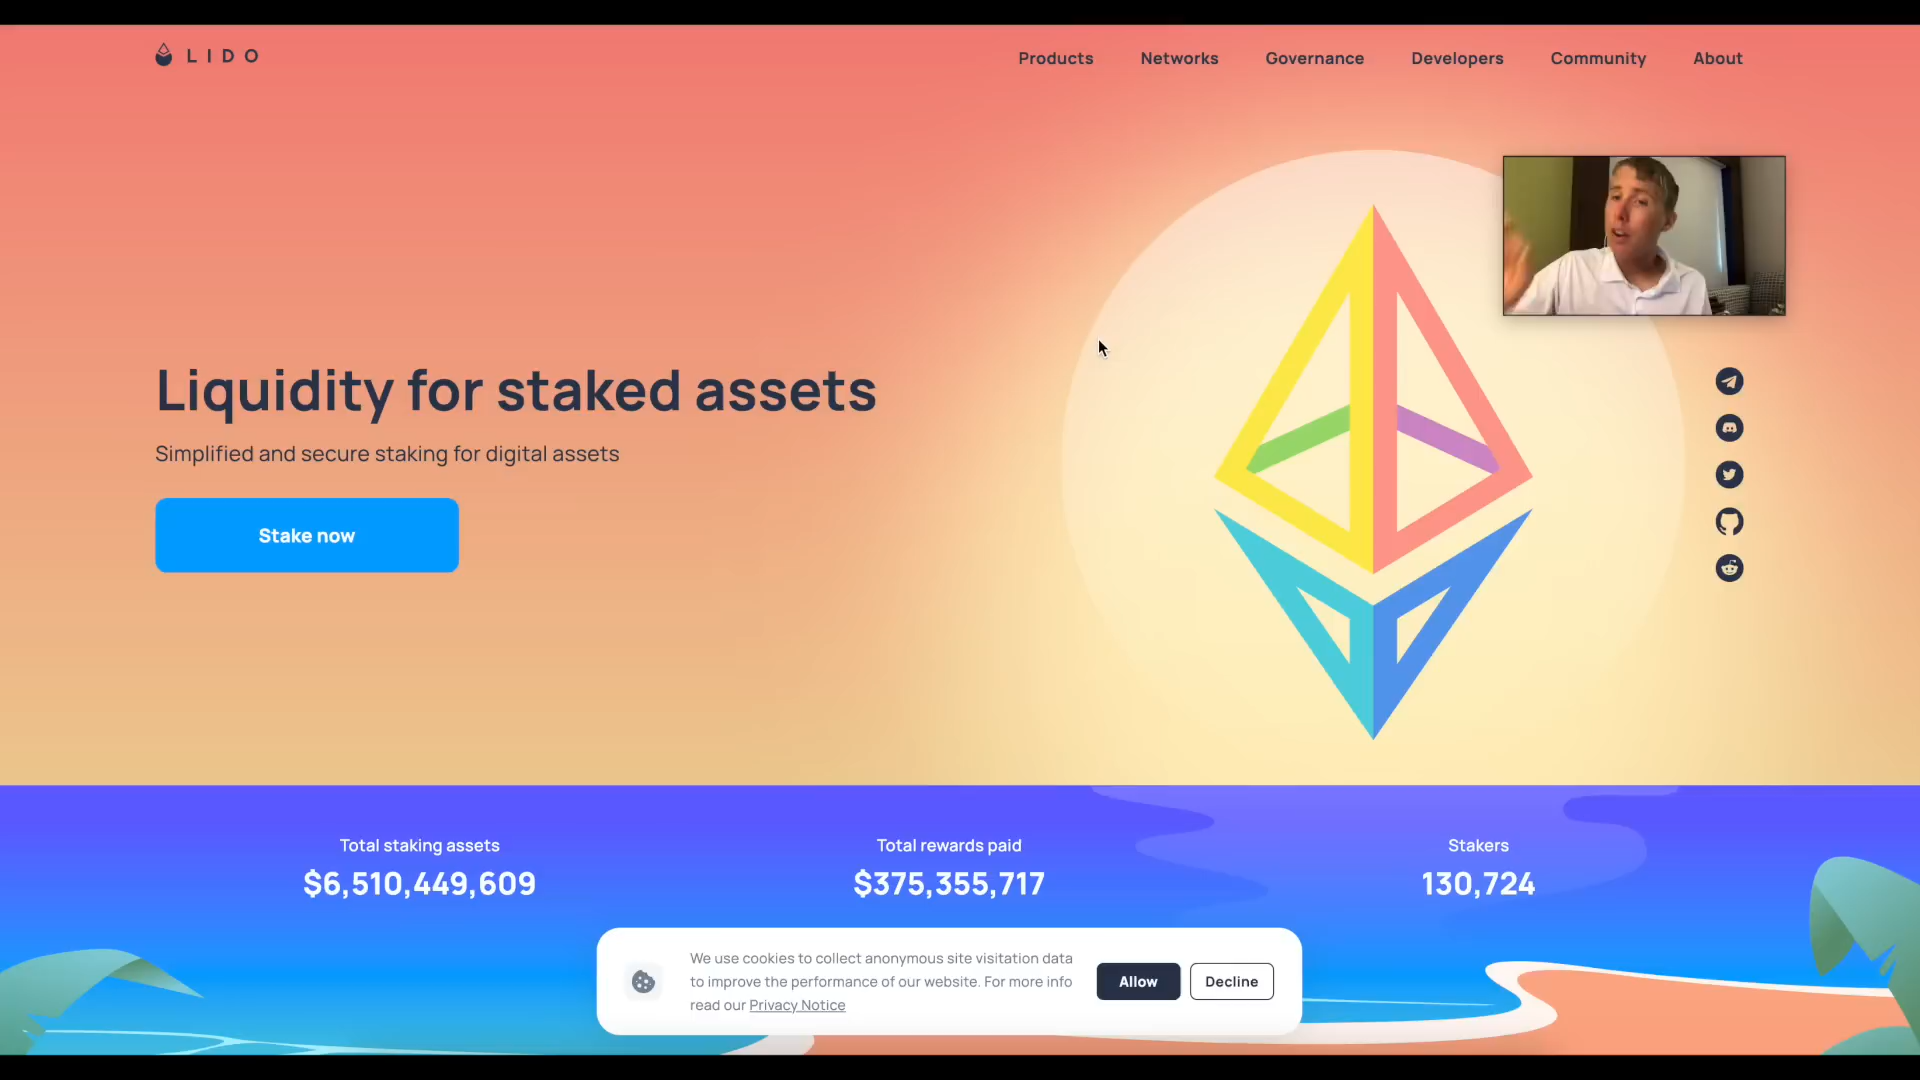 LIDO
Products Networks Governance Developers Community About
Liquidity for staked assets
Simplified and secure staking for digital assets
Stake now
Total staking assets
$6,510,449,609
Total rewards paid
$375,355,717
Stakers
130,724
We use cookies to collect anonymous site visitation data
to improve the performance of our website. For more info
read our Privacy Notice
Allow
Decline